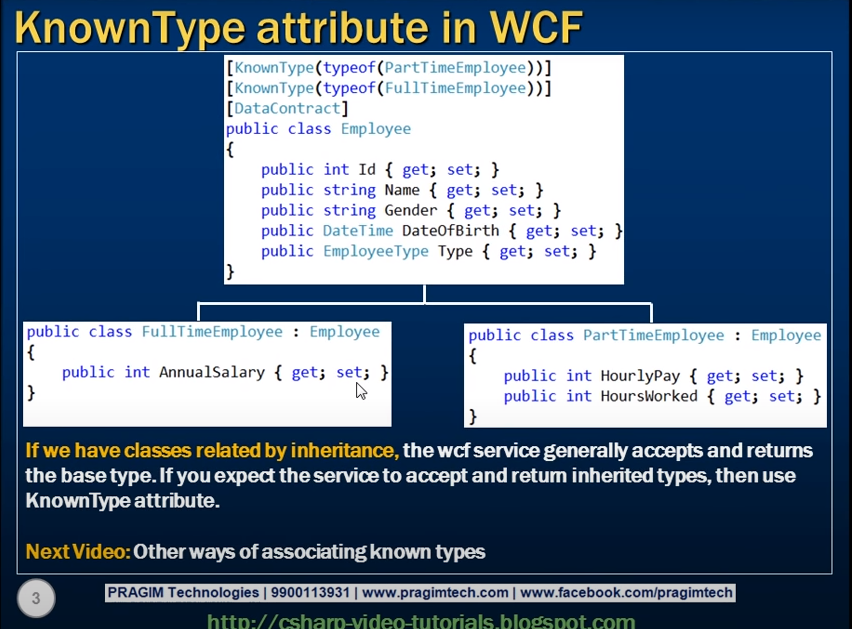 KnownType attribute in WCF
[KnownType(typeof(PartTimeEmployee))]
[KnownType(typeof(FullTimeEmployee))]
[DataContract]
public class Employee
{
public int Id { get; set; }
public string Name { get; set; }
public string Gender { get; set; }
public DateTime DateOfBirth { get; set; }
public EmployeeType Type { get; set; }
}
public class FullTimeEmployee : Employee
{
public int AnnualSalary { get; set; }
}
public class PartTimeEmployee : Employee
{
public int HourlyPay { get; set; }
public int HoursWorked { get; set; }
}
If we have classes related by inheritance, the wcf service generally accepts and returns
the base type. If you expect the service to accept and return inherited types, then use
KnownType attribute.
Next Video: Other ways of associating known types
3
PRAGIM Technologies | 9900113931 | www.pragimtech.com | www.facebook.com/pragimtech
http://csharp-video-tutorials.blogspot.com